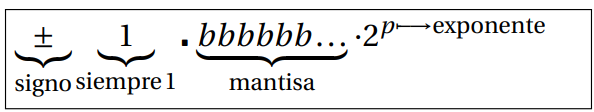 ± 1 . bbbbbb... ·2^p⟼exponente
signo siempre 1 mantisa